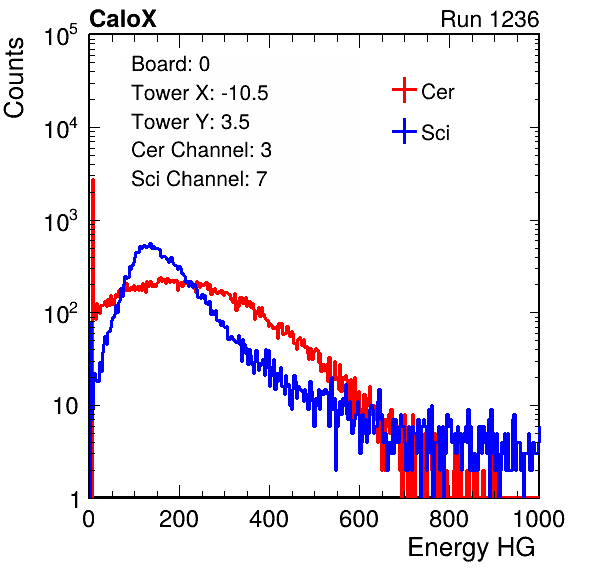 CaloX Run 1236
Counts
Board: 0
Tower X: -10.5
Tower Y: 3.5
Cer Channel: 3
Sci Channel: 7
Cer
Sci
10^5
10^4
10^3
10^2
10
1
0 200 400 600 800 1000
Energy HG